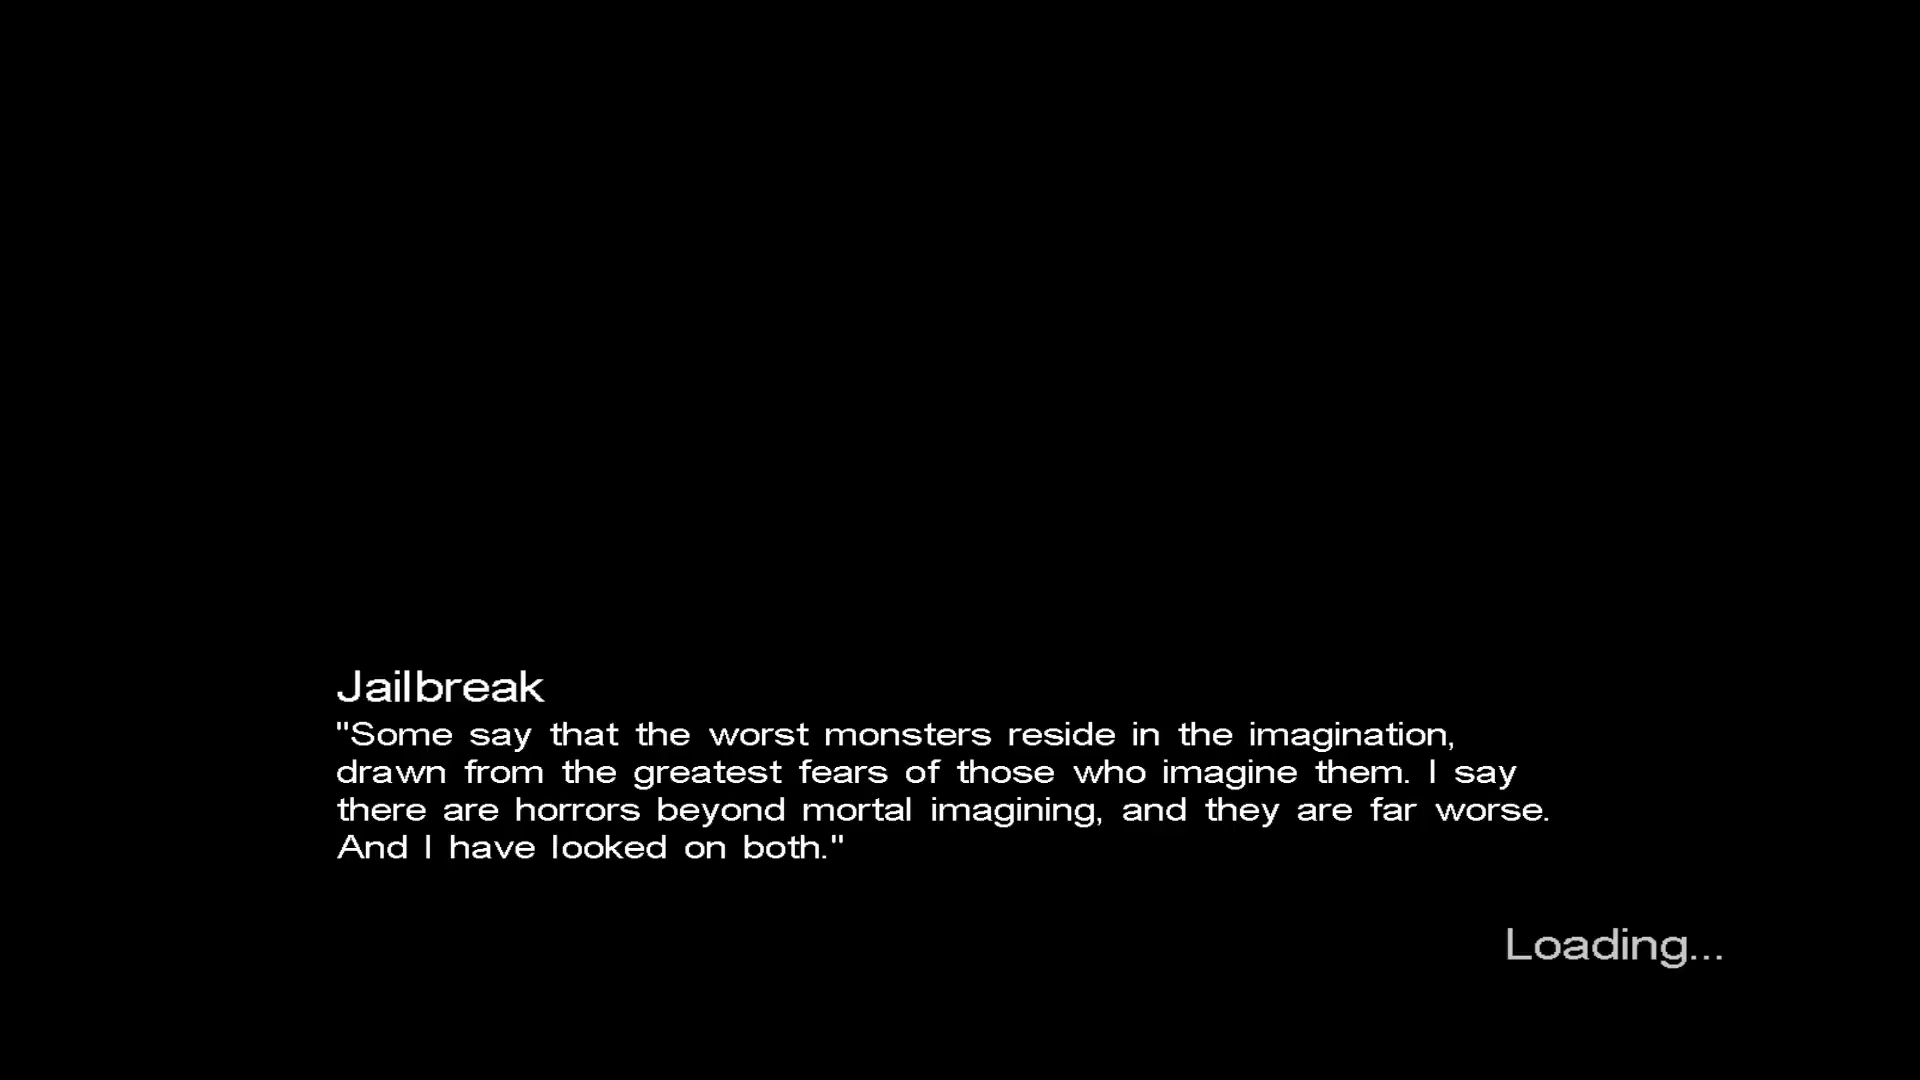 Jailbreak
"Some say that the worst monsters reside in the imagination,
drawn from the greatest fears of those who imagine them. I say
there are horrors beyond mortal imagining, and they are far worse.
And I have looked on both."
Loading...